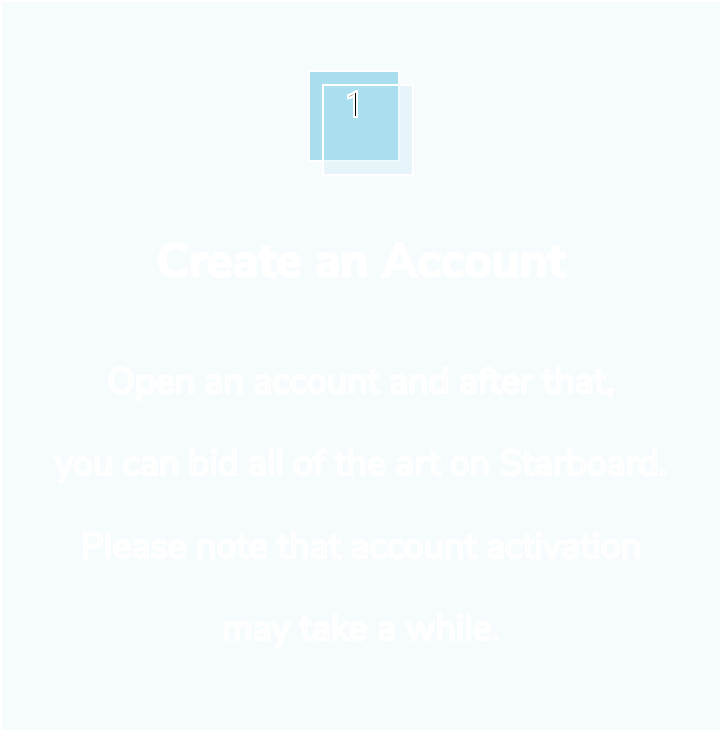 1
Create an Account
Open an account and after that,
you can bid all of the art on Starboard.
Please note that account activation
may take a while.